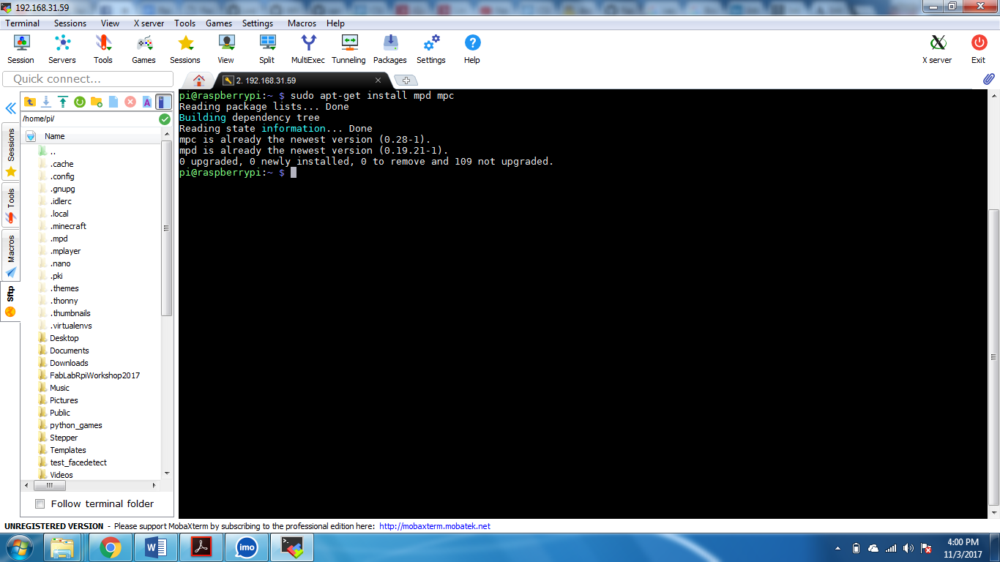 192.168.31.59
Terminal Sessions View X server Tools Games Settings Macros Help
Session Servers Tools Games Sessions View Split MultiExec Tunneling Packages Settings Help X server Exit
Quick connect...
2. 192.168.31.59
/home/pi/
Name
..
.cache
.config
.gnupg
.idlerc
.local
.minecraft
.mpd
.mplayer
.nano
.pki
.themes
.thonny
.thumbnails
.virtualenvs
Desktop
Documents
Downloads
FabLabRpiWorkshop2017
Music
Pictures
Public
python_games
Stepper
Templates
test_facedetect
Videos
Follow terminal folder
Sessions
Tools
Macros
Sftp
pi@raspberrypi:~ $ sudo apt-get install mpd mpc
Reading package lists... Done
Building dependency tree
Reading state information... Done
mpc is already the newest version (0.28-1).
mpd is already the newest version (0.19.21-1).
0 upgraded, 0 newly installed, 0 to remove and 109 not upgraded.
pi@raspberrypi:~ $
UNREGISTERED VERSION - Please support MobaXterm by subscribing to the professional edition here: http://mobaxterm.mobatek.net
imo
4:00 PM
11/3/2017